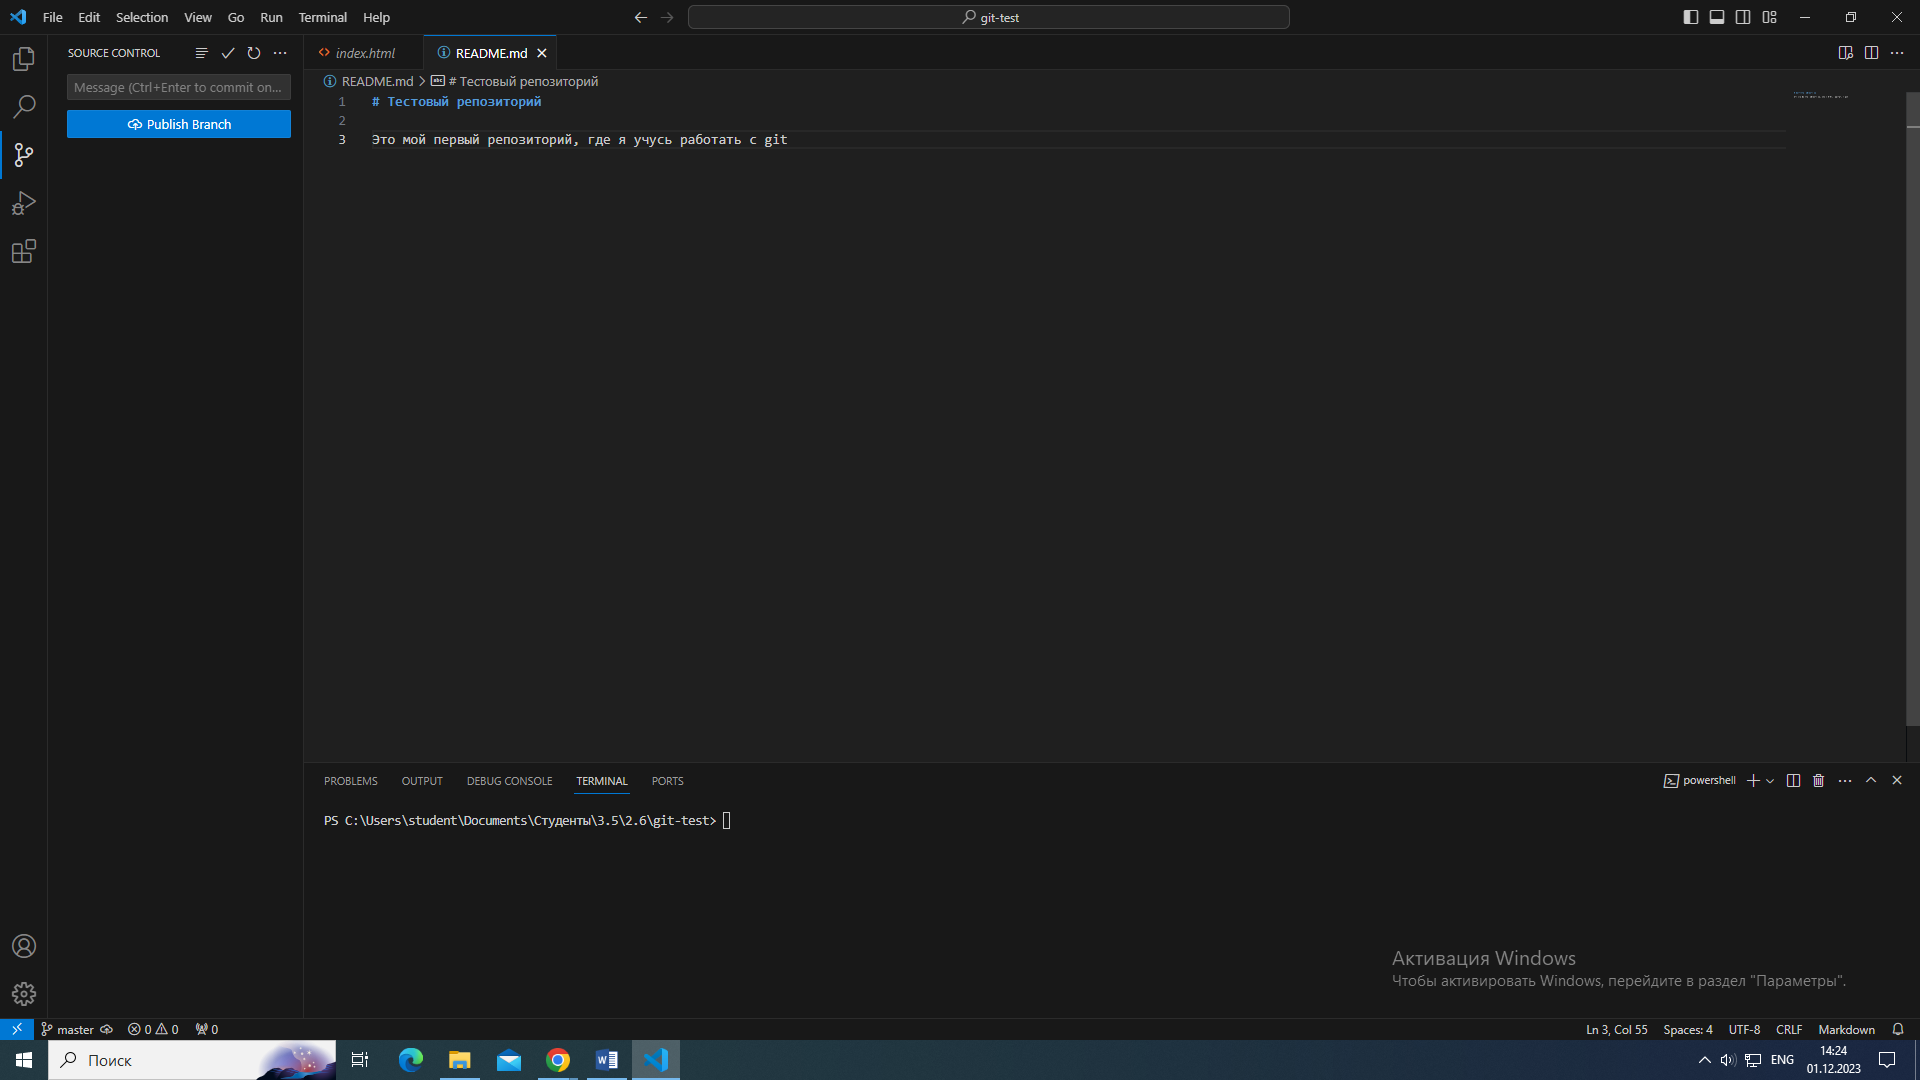 File Edit Selection View Go Run Terminal Help
git-test
SOURCE CONTROL
Message (Ctrl+Enter to commit on...
Publish Branch
index.html
README.md
README.md > # Тестовый репозиторий
1 # Тестовый репозиторий
2
3 Это мой первый репозиторий, где я учусь работать с git
PROBLEMS OUTPUT DEBUG CONSOLE TERMINAL PORTS
powershell
PS C:\Users\student\Documents\Студенты\3.5\2.6\git-test>
Активация Windows
Чтобы активировать Windows, перейдите в раздел "Параметры".
master 0 0 0
Ln 3, Col 55 Spaces: 4 UTF-8 CRLF Markdown
Поиск
ENG
14:24
01.12.2023